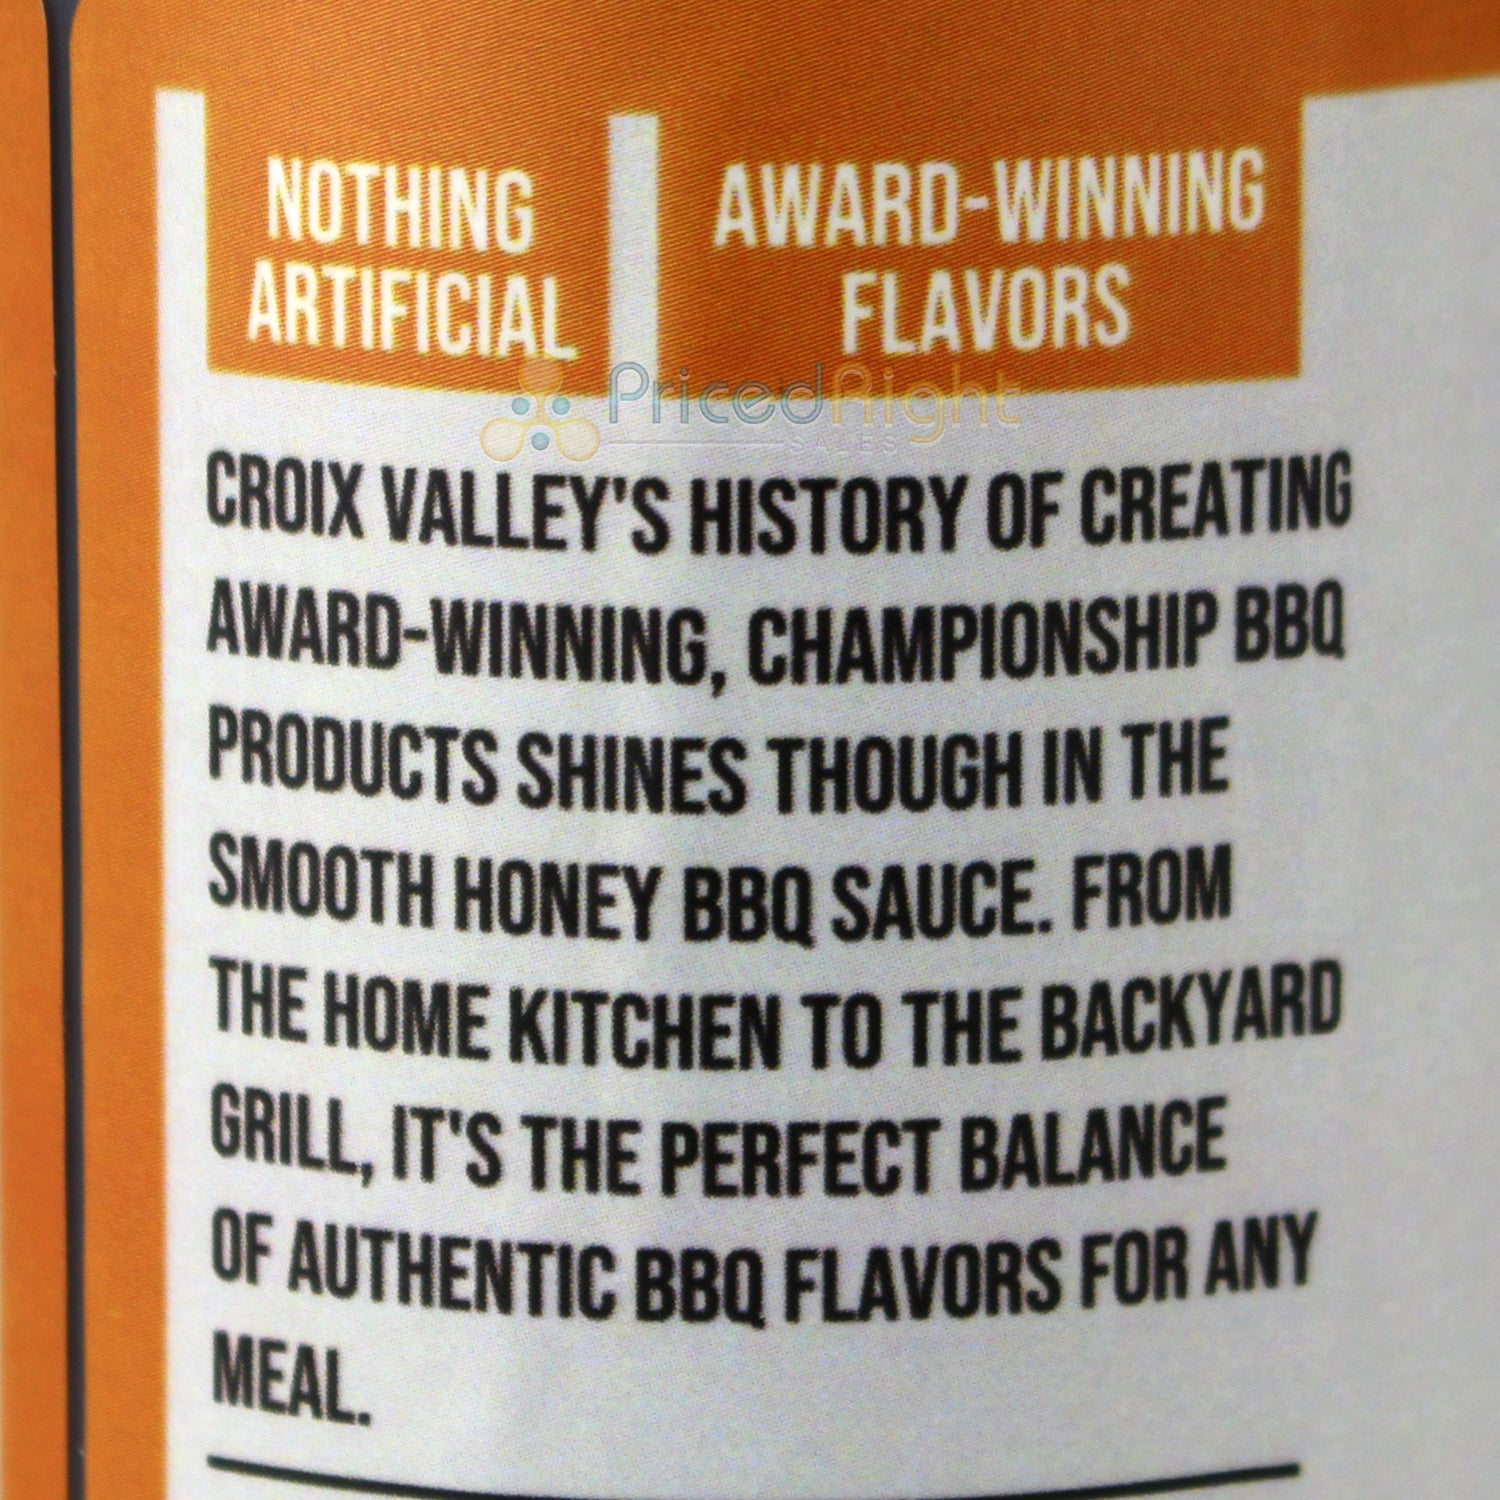 NOTHING
ARTIFICIAL
AWARD-WINNING
FLAVORS
PricedRight
SALES
CROIX VALLEY'S HISTORY OF CREATING
AWARD-WINNING, CHAMPIONSHIP BBQ
PRODUCTS SHINES THOUGH IN THE
SMOOTH HONEY BBQ SAUCE. FROM
THE HOME KITCHEN TO THE BACKYARD
GRILL, IT'S THE PERFECT BALANCE
OF AUTHENTIC BBQ FLAVORS FOR ANY
MEAL.